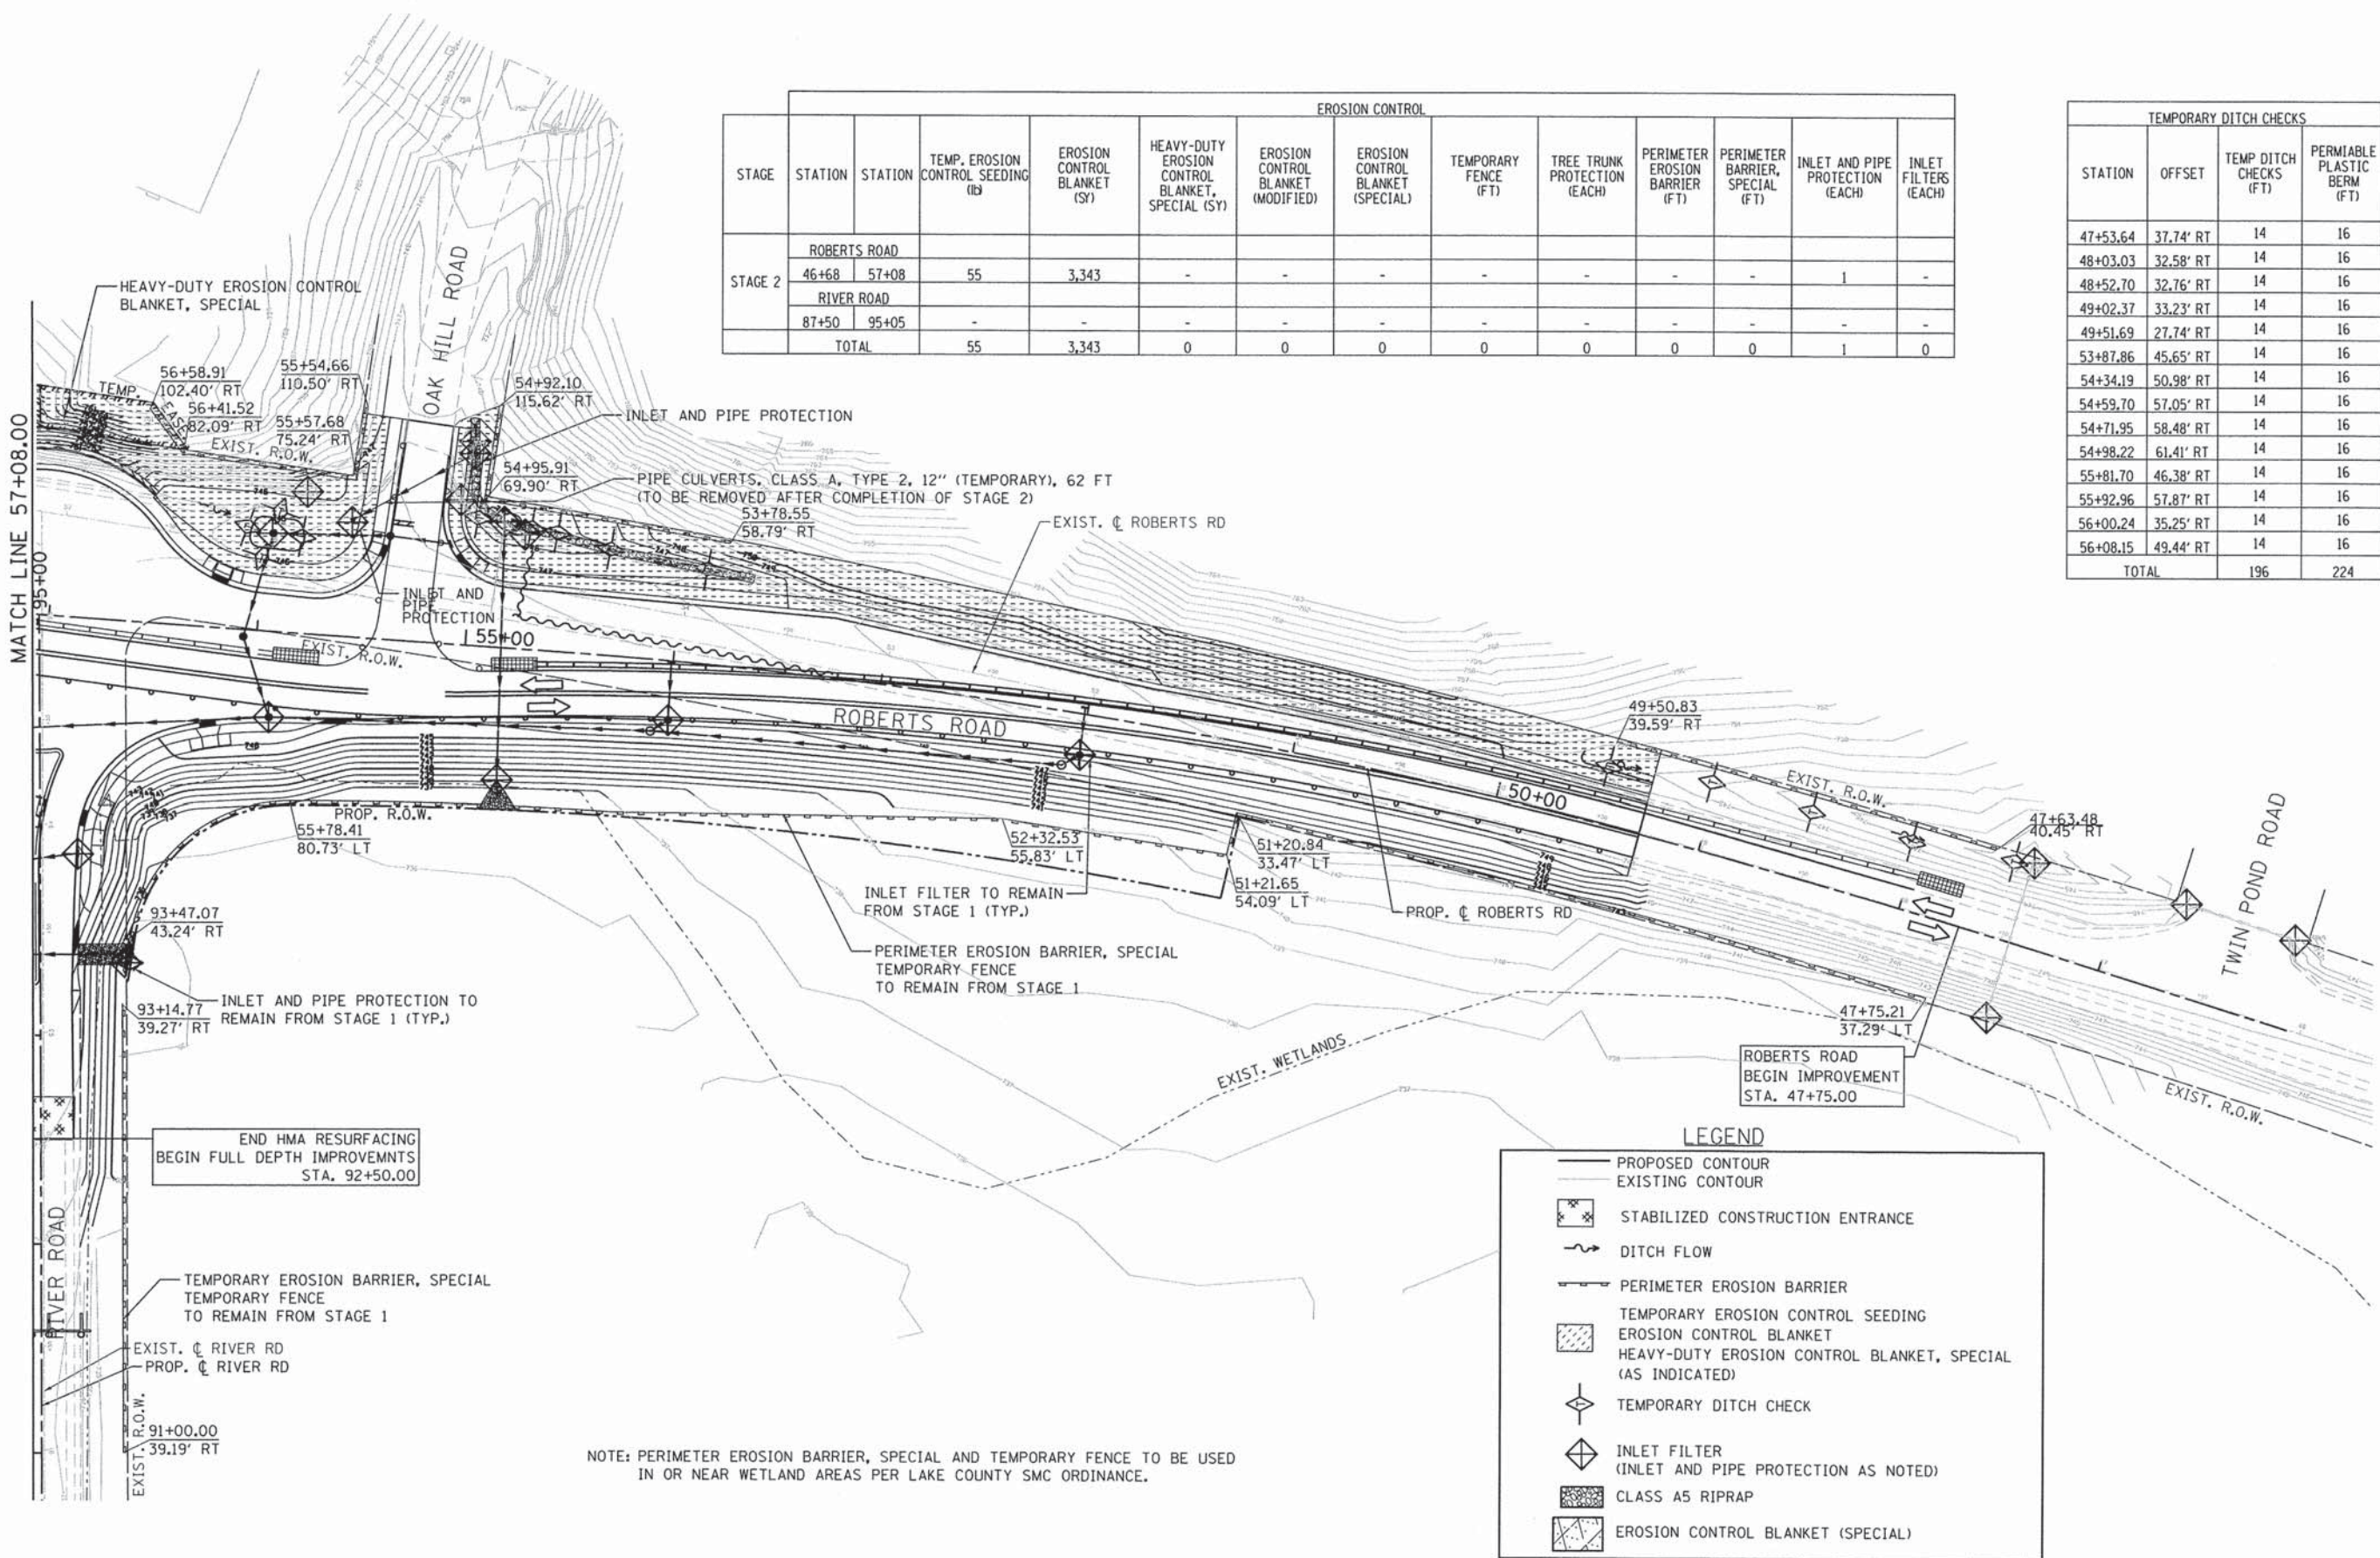 EROSION CONTROL
STAGE STATION STATION TEMP. EROSION CONTROL SEEDING (lb) EROSION CONTROL BLANKET (SY) HEAVY-DUTY EROSION CONTROL BLANKET, SPECIAL (SY) EROSION CONTROL BLANKET (MODIFIED) EROSION CONTROL BLANKET (SPECIAL) TEMPORARY FENCE (FT) TREE TRUNK PROTECTION (EACH) PERIMETER EROSION BARRIER (FT) PERIMETER BARRIER, SPECIAL (FT) INLET AND PIPE PROTECTION (EACH) INLET FILTERS (EACH)
STAGE 2
ROBERTS ROAD
46+68 57+08 55 3,343 - - - - - - - 1 -
RIVER ROAD
87+50 95+05 - - - - - - - - - - -
TOTAL 55 3,343 0 0 0 0 0 0 0 1 0
TEMPORARY DITCH CHECKS
STATION OFFSET TEMP DITCH CHECKS (FT) PERMIABLE PLASTIC BERM (FT)
47+53.64 37.74' RT 14 16
48+03.03 32.58' RT 14 16
48+52.70 32.76' RT 14 16
49+02.37 33.23' RT 14 16
49+51.69 27.74' RT 14 16
53+87.86 45.65' RT 14 16
54+34.19 50.98' RT 14 16
54+59.70 57.05' RT 14 16
54+71.95 58.48' RT 14 16
54+98.22 61.41' RT 14 16
55+81.70 46.38' RT 14 16
55+92.96 57.87' RT 14 16
56+00.24 35.25' RT 14 16
56+08.15 49.44' RT 14 16
TOTAL 196 224
MATCH LINE 57+08.00
95+00
HEAVY-DUTY EROSION CONTROL
BLANKET, SPECIAL
OAK HILL ROAD
TEMP. EASE.
56+58.91
102.40' RT
56+41.52
82.09' RT
55+54.66
110.50' RT
55+57.68
75.24' RT
EXIST. R.O.W.
54+92.10
115.62' RT
INLET AND PIPE PROTECTION
54+95.91
69.90' RT
PIPE CULVERTS, CLASS A, TYPE 2, 12" (TEMPORARY), 62 FT
(TO BE REMOVED AFTER COMPLETION OF STAGE 2)
53+78.55
58.79' RT
EXIST. ℄ ROBERTS RD
INLET AND
PIPE
PROTECTION
55+00
EXIST. R.O.W.
ROBERTS ROAD
49+50.83
39.59' RT
50+00
EXIST. R.O.W.
47+63.48
40.45' RT
TWIN POND ROAD
PROP. R.O.W.
55+78.41
80.73' LT
52+32.53
55.83' LT
51+20.84
33.47' LT
51+21.65
54.09' LT
INLET FILTER TO REMAIN
FROM STAGE 1 (TYP.)
PROP. ℄ ROBERTS RD
PERIMETER EROSION BARRIER, SPECIAL
TEMPORARY FENCE
TO REMAIN FROM STAGE 1
93+47.07
43.24' RT
INLET AND PIPE PROTECTION TO
REMAIN FROM STAGE 1 (TYP.)
93+14.77
39.27' RT
47+75.21
37.29' LT
EXIST. WETLANDS
ROBERTS ROAD
BEGIN IMPROVEMENT
STA. 47+75.00
EXIST. R.O.W.
END HMA RESURFACING
BEGIN FULL DEPTH IMPROVEMNTS
STA. 92+50.00
RIVER ROAD
TEMPORARY EROSION BARRIER, SPECIAL
TEMPORARY FENCE
TO REMAIN FROM STAGE 1
EXIST. ℄ RIVER RD
PROP. ℄ RIVER RD
EXIST. R.O.W.
91+00.00
39.19' RT
NOTE: PERIMETER EROSION BARRIER, SPECIAL AND TEMPORARY FENCE TO BE USED
IN OR NEAR WETLAND AREAS PER LAKE COUNTY SMC ORDINANCE.
LEGEND
PROPOSED CONTOUR
EXISTING CONTOUR
STABILIZED CONSTRUCTION ENTRANCE
DITCH FLOW
PERIMETER EROSION BARRIER
TEMPORARY EROSION CONTROL SEEDING
EROSION CONTROL BLANKET
HEAVY-DUTY EROSION CONTROL BLANKET, SPECIAL
(AS INDICATED)
TEMPORARY DITCH CHECK
INLET FILTER
(INLET AND PIPE PROTECTION AS NOTED)
CLASS A5 RIPRAP
EROSION CONTROL BLANKET (SPECIAL)